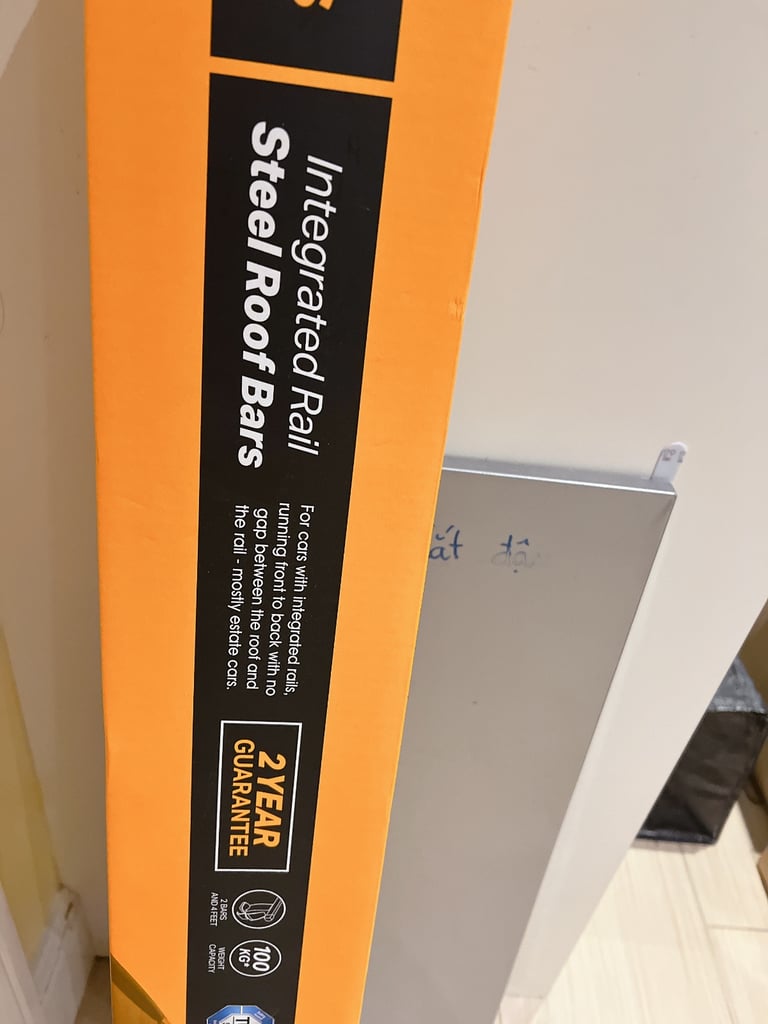 Integrated Rail
Steel Roof Bars
For cars with integrated rails,
running front to back with no
gap between the roof and
the rail - mostly estate cars.
2 YEAR
GUARANTEE
2 BARS
AND 4 FEET
100
KG*
WEIGHT
CAPACITY